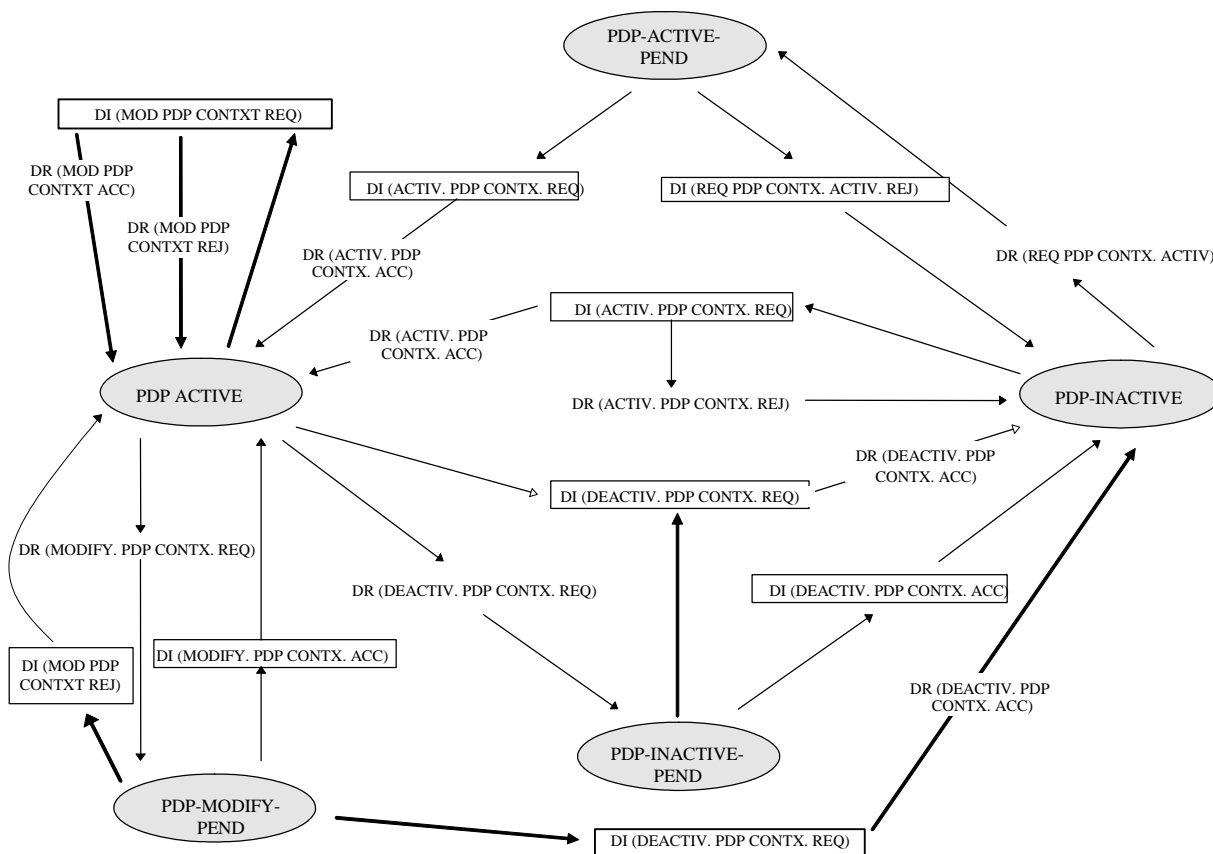 PDP-ACTIVE-
PEND
DI (MOD PDP CONTXT REQ)
DR (MOD PDP
CONTXT ACC)
DR (MOD PDP
CONTXT REJ)
DI (ACTIV. PDP CONTX. REQ)
DI (REQ PDP CONTX. ACTIV. REJ)
DR (ACTIV. PDP
CONTX. ACC)
DR (REQ PDP CONTX. ACTIV)
DI (ACTIV. PDP CONTX. REQ)
DR (ACTIV. PDP
CONTX. ACC)
PDP ACTIVE
DR (ACTIV. PDP CONTX. REJ)
PDP-INACTIVE
DR (DEACTIV. PDP
CONTX. ACC)
DI (DEACTIV. PDP CONTX. REQ)
DR (MODIFY. PDP CONTX. REQ)
DR (DEACTIV. PDP CONTX. REQ)
DI (DEACTIV. PDP CONTX. ACC)
DI (MOD PDP
CONTXT REJ)
DI (MODIFY. PDP CONTX. ACC)
DR (DEACTIV. PDP
CONTX. ACC)
PDP-INACTIVE-
PEND
PDP-MODIFY-
PEND
DI (DEACTIV. PDP CONTX. REQ)